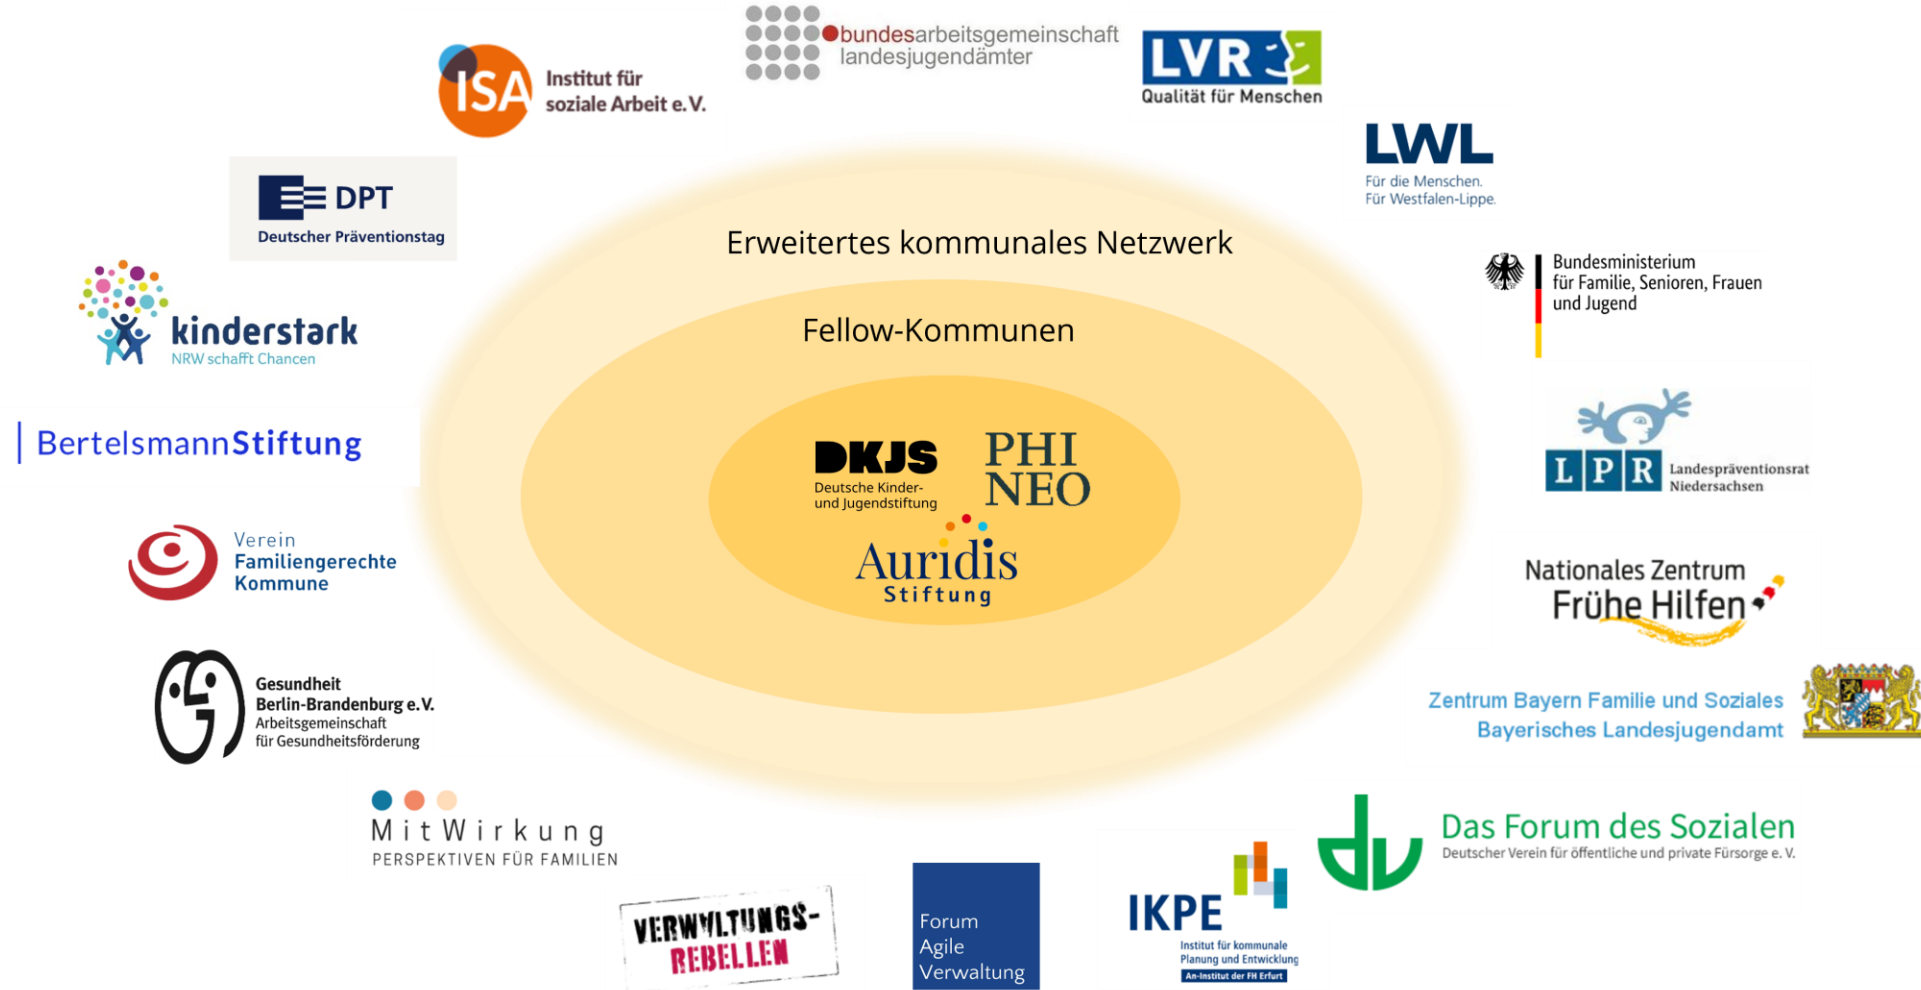 bundesarbeitsgemeinschaft
landesjugendämter
LVR
Qualität für Menschen
ISA
Institut für
soziale Arbeit e.V.
LWL
Für die Menschen.
Für Westfalen-Lippe.
DPT
Deutscher Präventionstag
Erweitertes kommunales Netzwerk
Bundesministerium
für Familie, Senioren, Frauen
und Jugend
kinderstark
NRW schafft Chancen
Fellow-Kommunen
BertelsmannStiftung
DKJS
Deutsche Kinder-
und Jugendstiftung
PHI
NEO
Auridis
Stiftung
LPR
Landespräventionsrat
Niedersachsen
Verein
Familiengerechte
Kommune
Nationales Zentrum
Frühe Hilfen
Gesundheit
Berlin-Brandenburg e.V.
Arbeitsgemeinschaft
für Gesundheitsförderung
Zentrum Bayern Familie und Soziales
Bayerisches Landesjugendamt
MitWirkung
PERSPEKTIVEN FÜR FAMILIEN
dv
Das Forum des Sozialen
Deutscher Verein für öffentliche und private Fürsorge e. V.
VERWALTUNGS-
REBELLEN
Forum
Agile
Verwaltung
IKPE
Institut für kommunale
Planung und Entwicklung
An-Institut der FH Erfurt